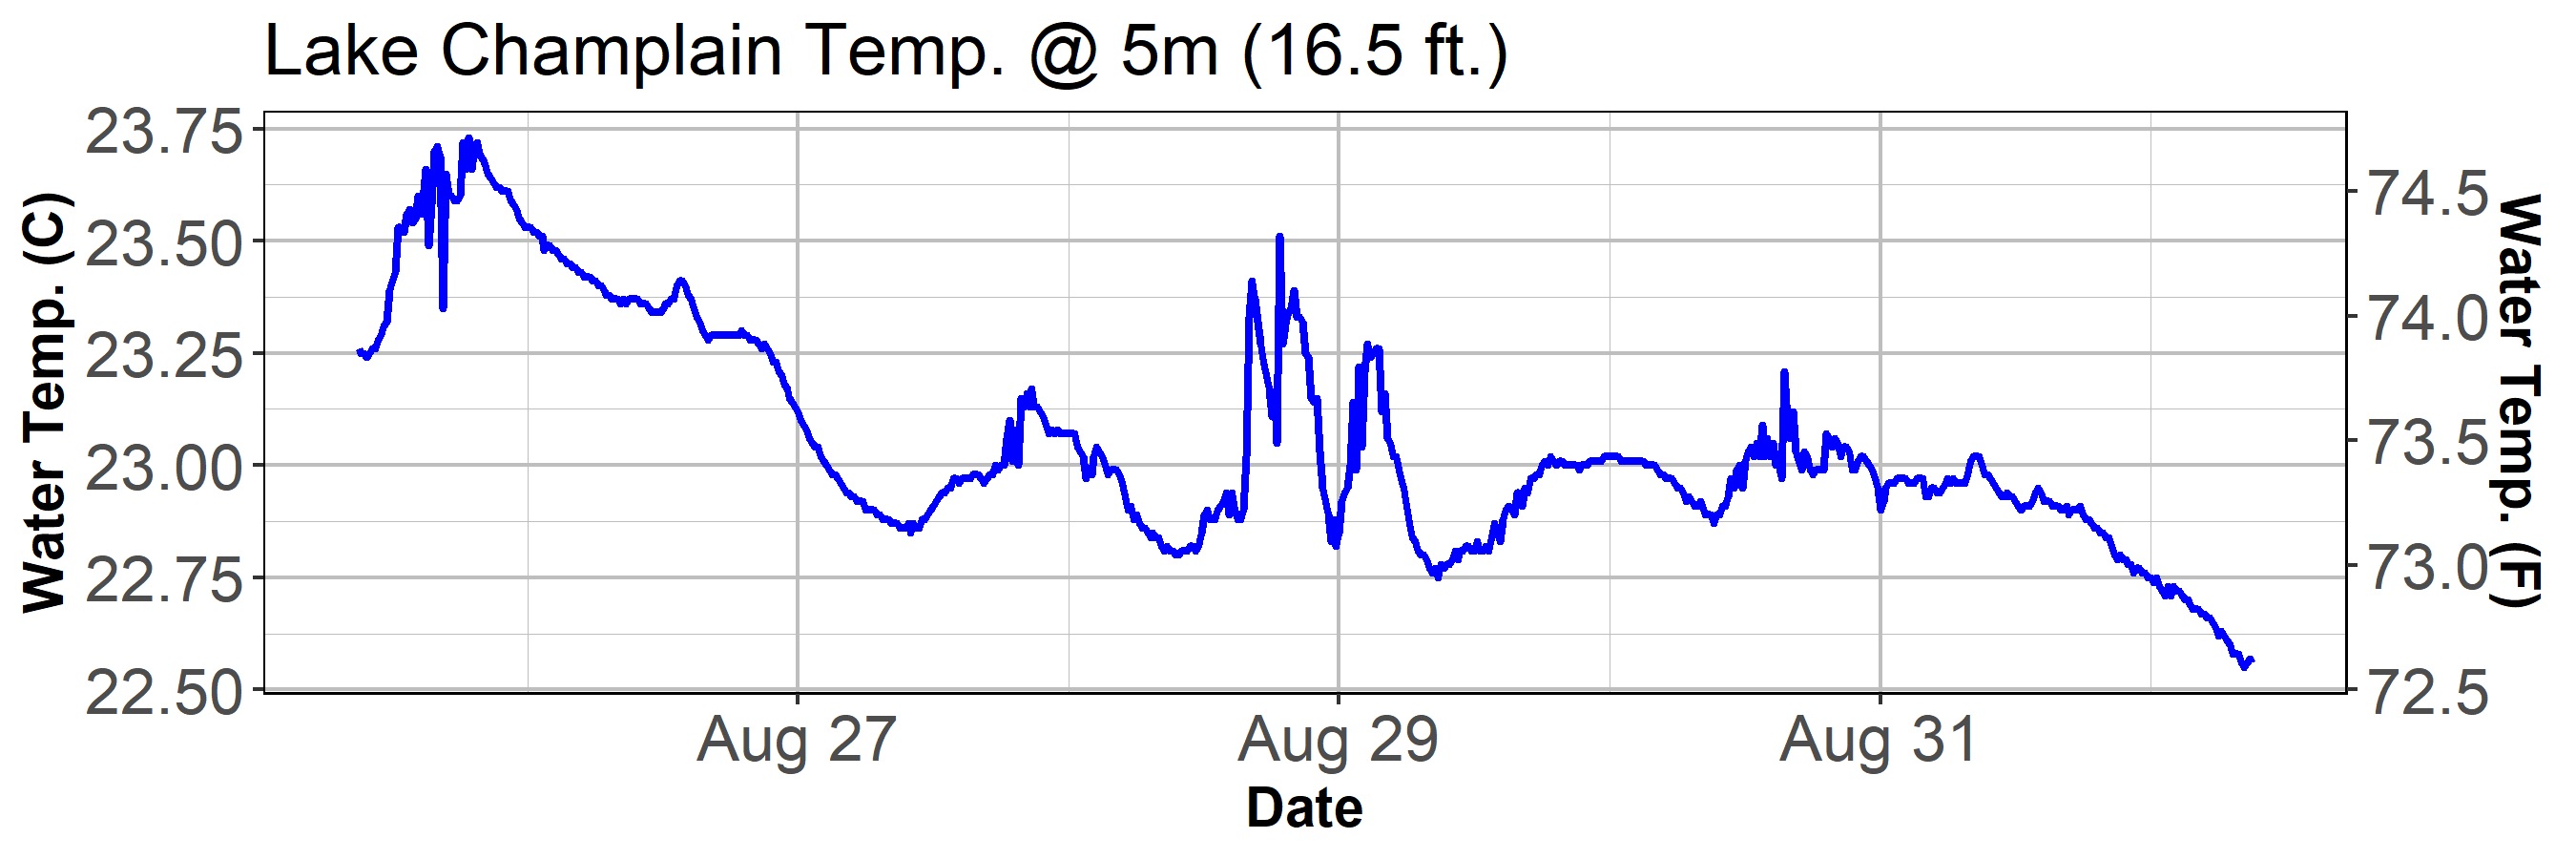 Lake Champlain Temp. @ 5m (16.5 ft.)
Water Temp. (C)
23.75
23.50
23.25
23.00
22.75
22.50
74.5
74.0
73.5
73.0
72.5
Water Temp. (F)
Aug 27 Aug 29 Aug 31
Date